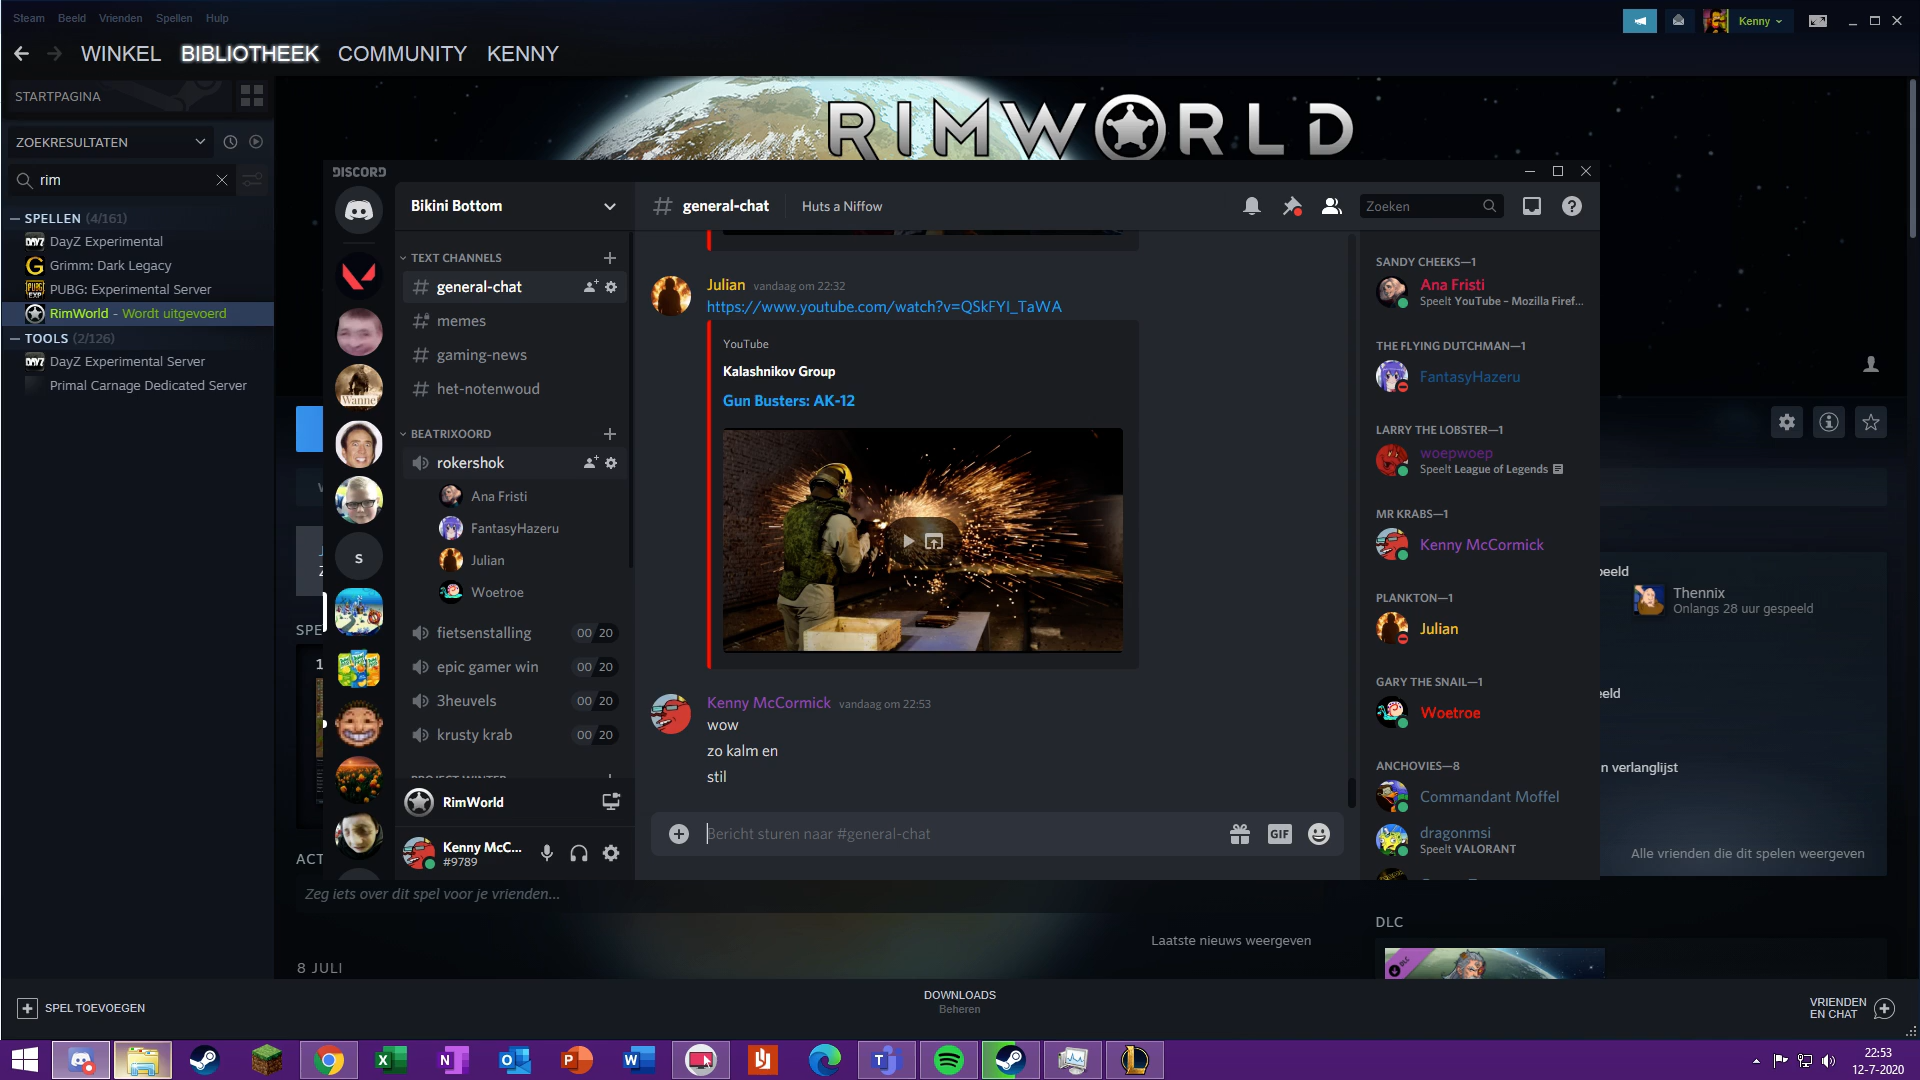 Steam Beeld Vrienden Spellen Hulp
Kenny
WINKEL BIBLIOTHEEK COMMUNITY KENNY
STARTPAGINA
ZOEKRESULTATEN
rim
SPELLEN (4/161)
DayZ Experimental
Grimm: Dark Legacy
PUBG: Experimental Server
RimWorld - Wordt uitgevoerd
TOOLS (2/126)
DayZ Experimental Server
Primal Carnage Dedicated Server
RIMWORLD
DISCORD
Wanne
S
Bikini Bottom
TEXT CHANNELS
general-chat
memes
gaming-news
het-notenwoud
BEATRIXOORD
rokershok
Ana Fristi
FantasyHazeru
Julian
Woetroe
fietsenstalling 00 20
epic gamer win 00 20
3heuvels 00 20
krusty krab 00 20
PROJECT WINTER
RimWorld
Kenny McC...
#9789
general-chat Huts a Niffow
Zoeken
Julian vandaag om 22:32
https://www.youtube.com/watch?v=QSkFYI_TaWA
YouTube
Kalashnikov Group
Gun Busters: AK-12
Kenny McCormick vandaag om 22:53
wow
zo kalm en
stil
Bericht sturen naar #general-chat
GIF
SANDY CHEEKS—1
Ana Fristi
Speelt YouTube – Mozilla Firef...
THE FLYING DUTCHMAN—1
FantasyHazeru
LARRY THE LOBSTER—1
woepwoep
Speelt League of Legends
MR KRABS—1
Kenny McCormick
PLANKTON—1
Julian
GARY THE SNAIL—1
Woetroe
ANCHOVIES—8
Commandant Moffel
dragonmsi
Speelt VALORANT
SPE
ACT
Zeg iets over dit spel voor je vrienden...
8 JULI
Laatste nieuws weergeven
peeld
Thennix
Onlangs 28 uur gespeeld
eeld
n verlanglijst
Alle vrienden die dit spelen weergeven
DLC
DLC
SPEL TOEVOEGEN
DOWNLOADS
Beheren
VRIENDEN
EN CHAT
22:53
12-7-2020